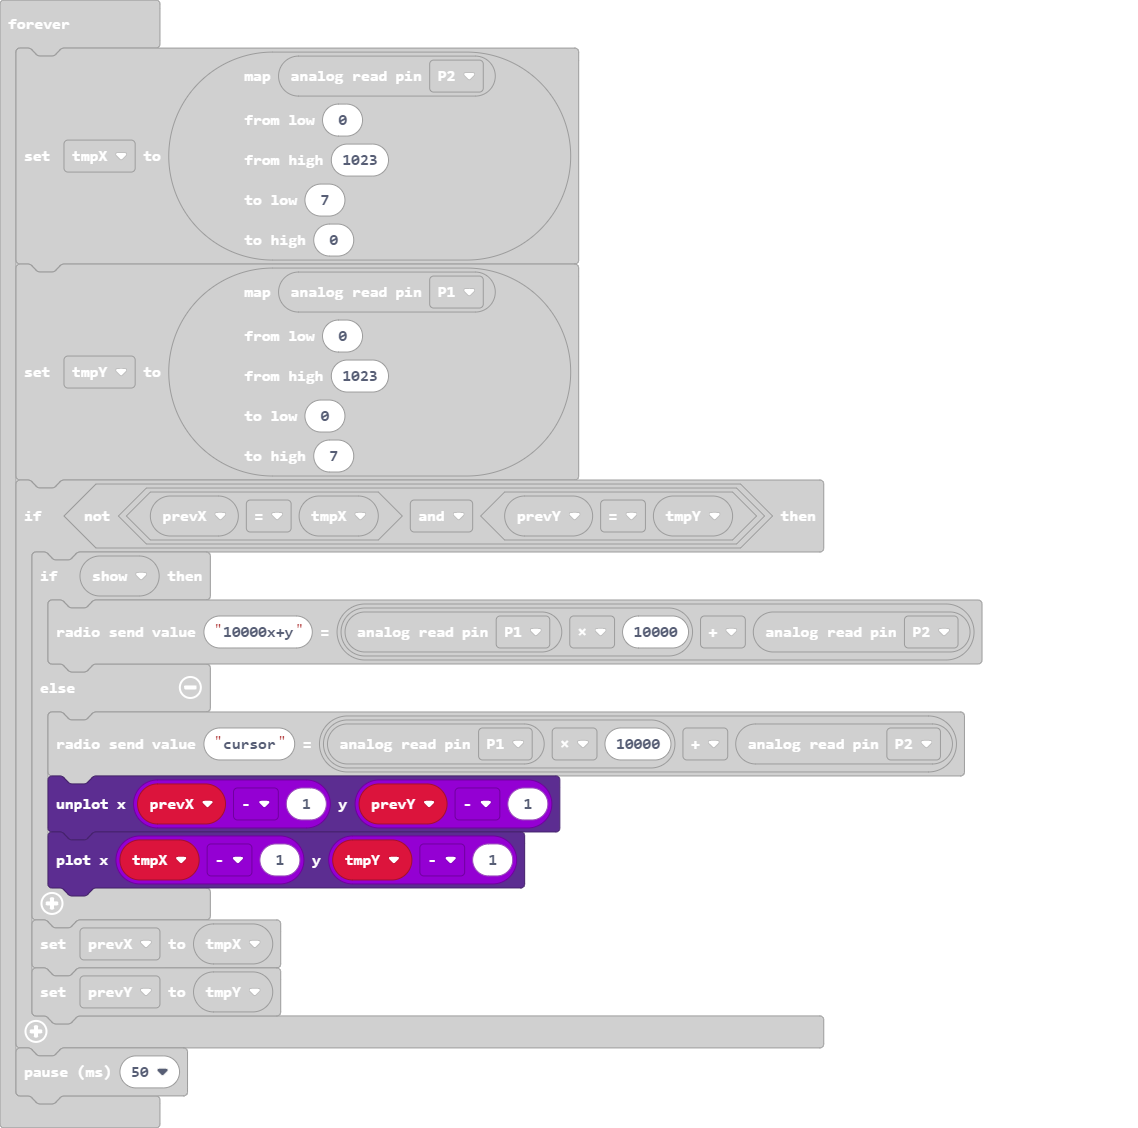 forever
map analog read pin P2
from low 0
from high 1023
set tmpX to
to low 7
to high 0
map analog read pin P1
from low 0
from high 1023
set tmpY to
to low 0
to high 7
if not prevX = tmpX and prevY = tmpY then
if show then
radio send value "10000x+y" = analog read pin P1 × 10000 + analog read pin P2
else
radio send value "cursor" = analog read pin P1 × 10000 + analog read pin P2
unplot x prevX - 1 y prevY - 1
plot x tmpX - 1 y tmpY - 1
set prevX to tmpX
set prevY to tmpY
pause (ms) 50